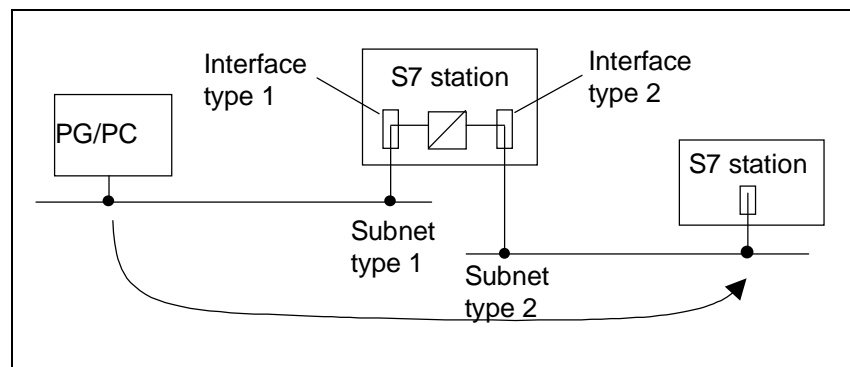 Interface
type 1
S7 station
Interface
type 2
PG/PC
S7 station
Subnet
type 1
Subnet
type 2